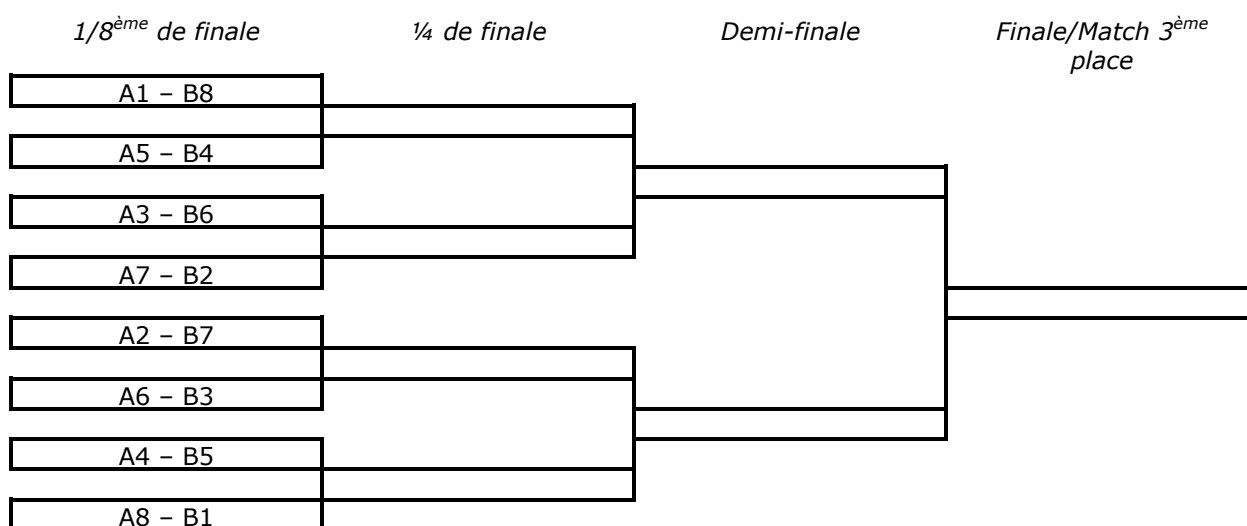 1/8ème de finale
¼ de finale
Demi-finale
Finale/Match 3ème
place
A1 – B8
A5 – B4
A3 – B6
A7 – B2
A2 – B7
A6 – B3
A4 – B5
A8 – B1